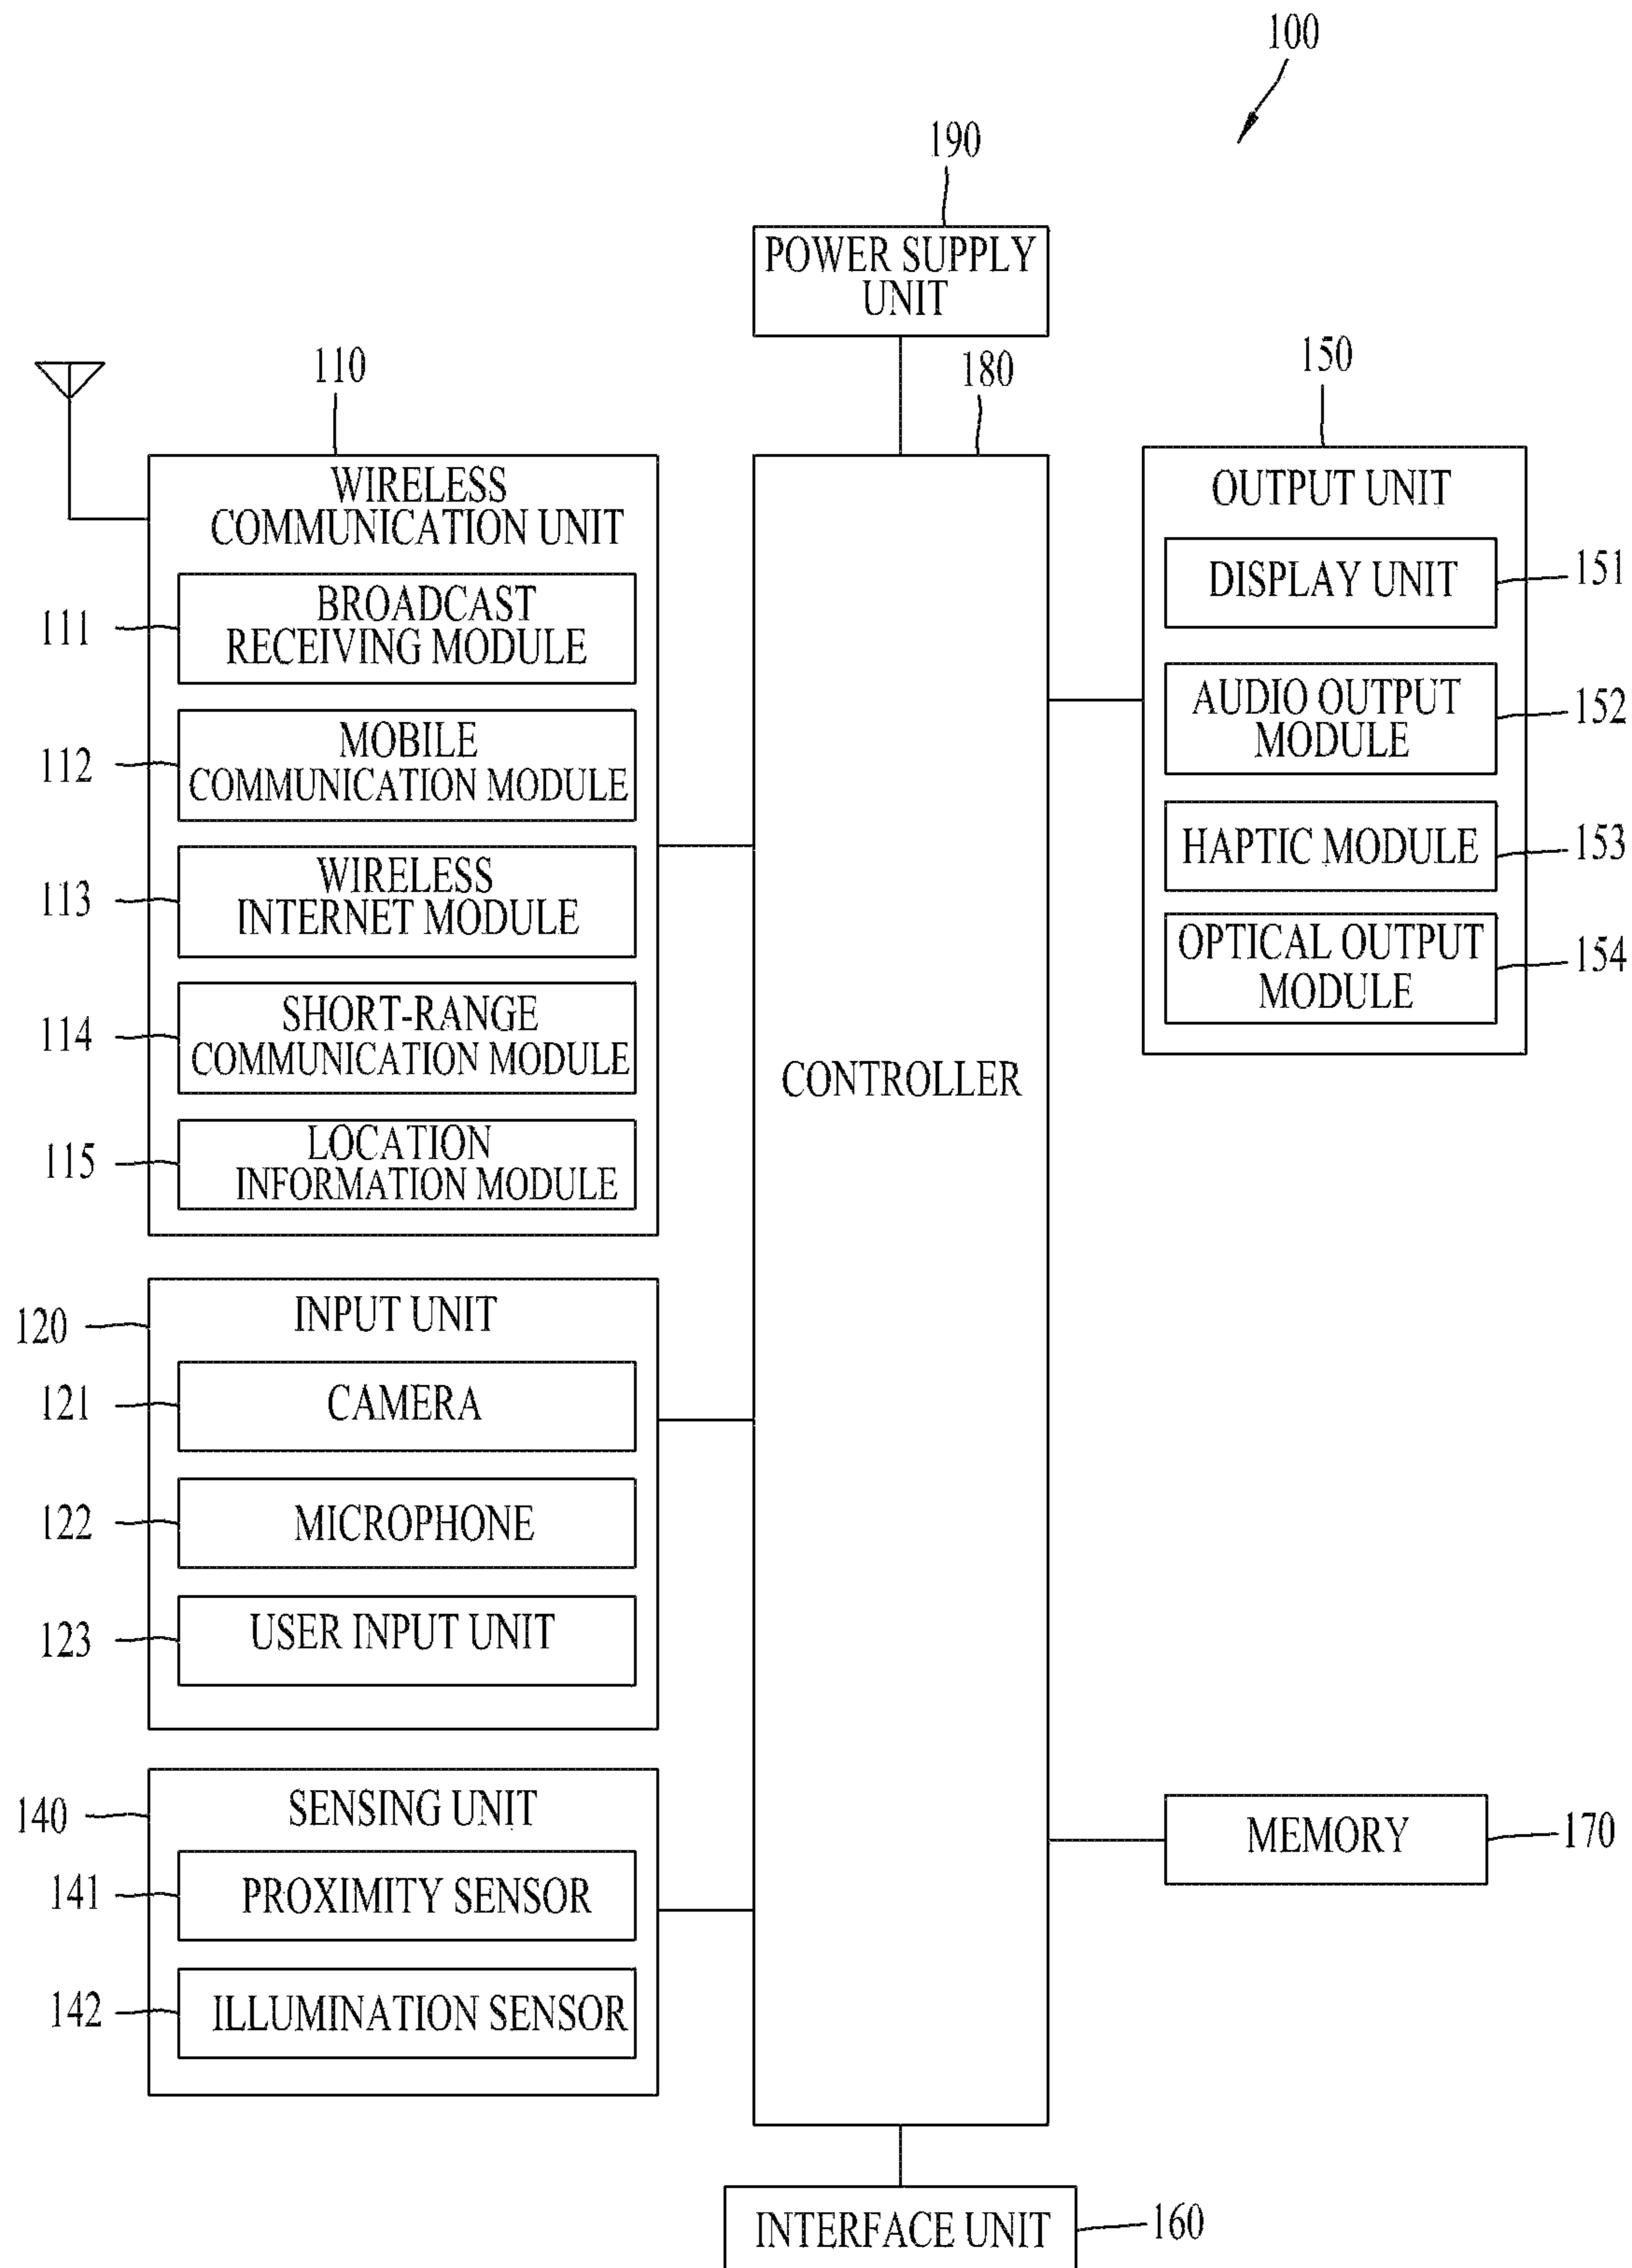 100
190
POWER SUPPLY
UNIT
110
180
150
WIRELESS
COMMUNICATION UNIT
111
BROADCAST
RECEIVING MODULE
112
MOBILE
COMMUNICATION MODULE
113
WIRELESS
INTERNET MODULE
114
SHORT-RANGE
COMMUNICATION MODULE
115
LOCATION
INFORMATION MODULE
120
INPUT UNIT
121
CAMERA
122
MICROPHONE
123
USER INPUT UNIT
140
SENSING UNIT
141
PROXIMITY SENSOR
142
ILLUMINATION SENSOR
CONTROLLER
OUTPUT UNIT
DISPLAY UNIT
151
AUDIO OUTPUT
MODULE
152
HAPTIC MODULE
153
OPTICAL OUTPUT
MODULE
154
MEMORY
170
INTERFACE UNIT
160